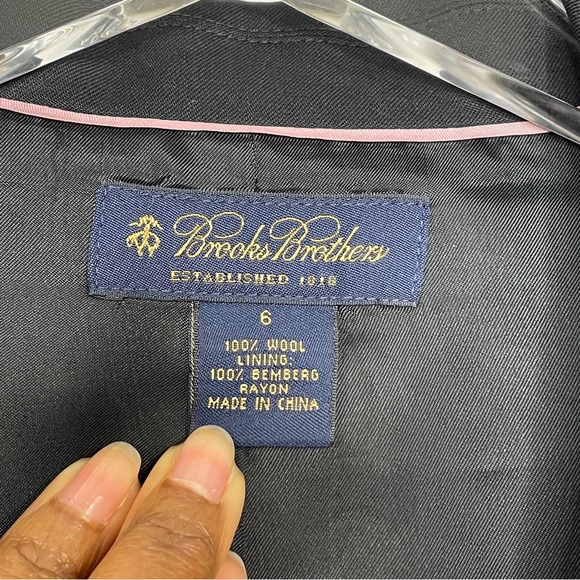 Brooks Brothers
ESTABLISHED 1818
6
100% WOOL
LINING:
100% BEMBERG
RAYON
MADE IN CHINA